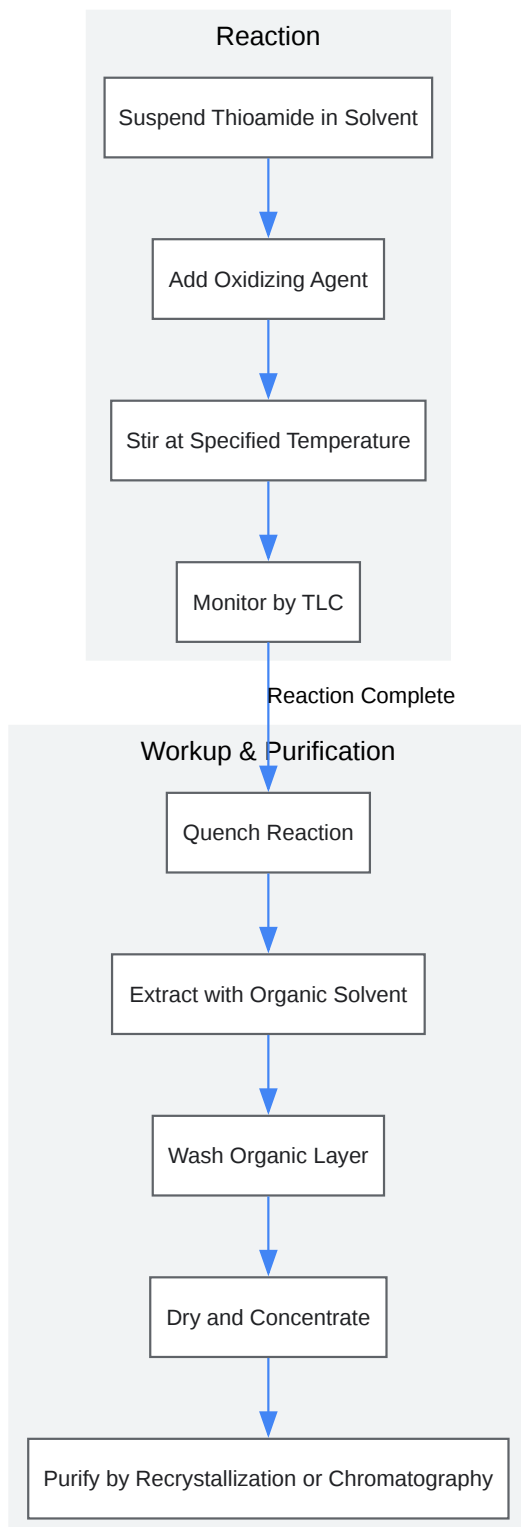 Reaction
Suspend Thioamide in Solvent
Add Oxidizing Agent
Stir at Specified Temperature
Monitor by TLC
Reaction Complete
Workup & Purification
Quench Reaction
Extract with Organic Solvent
Wash Organic Layer
Dry and Concentrate
Purify by Recrystallization or Chromatography